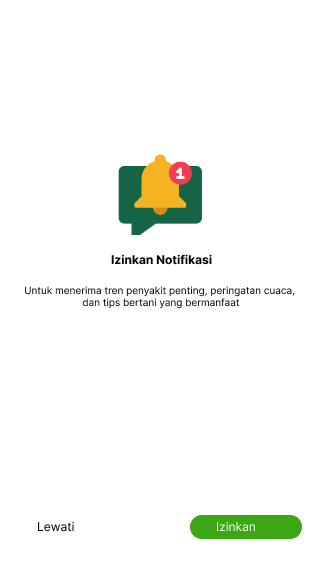 1
Izinkan Notifikasi
Untuk menerima tren penyakit penting, peringatan cuaca,
dan tips bertani yang bermanfaat
Lewati
Izinkan